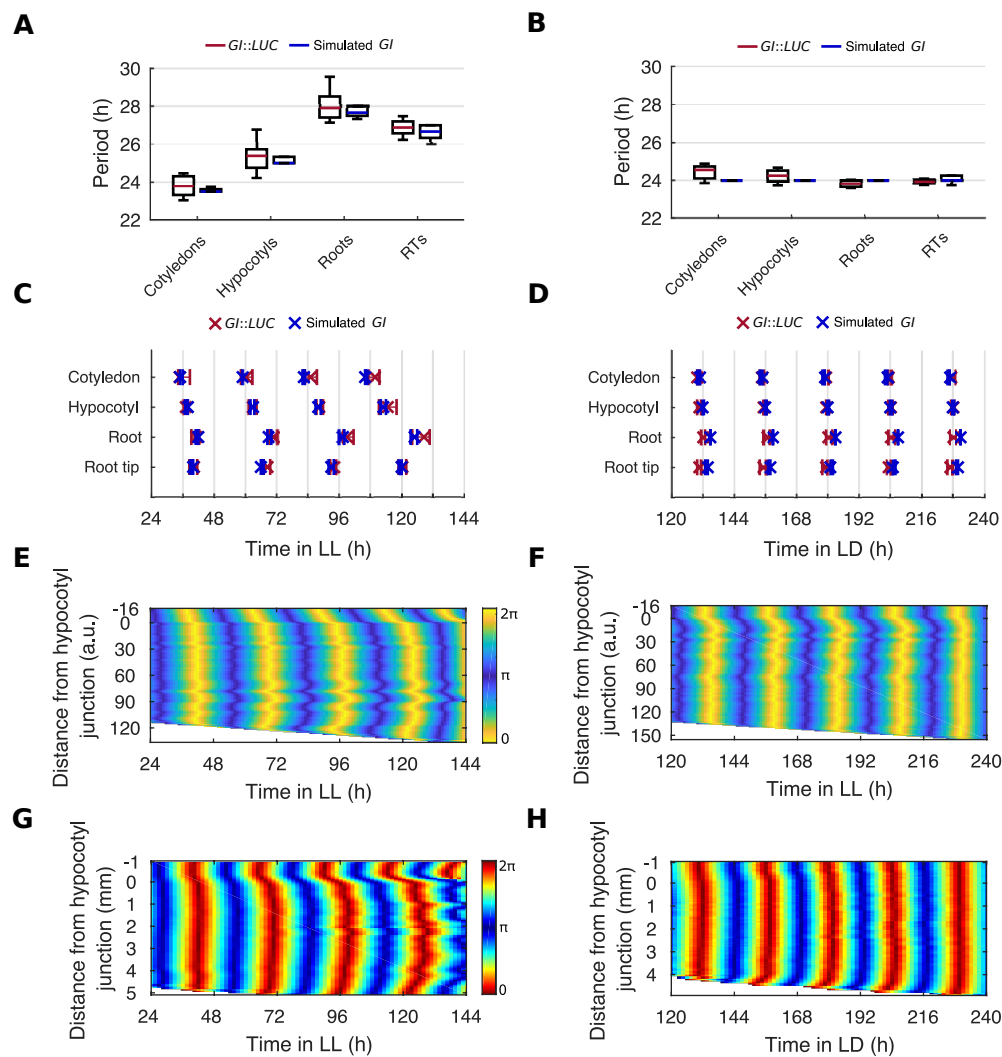 A
GI::LUC Simulated GI
Period (h)
30
28
26
24
22
Cotyledons
Hypocotyls
Roots
RTs
B
GI::LUC Simulated GI
Period (h)
30
28
26
24
22
Cotyledons
Hypocotyls
Roots
RTs
C
GI::LUC Simulated GI
Cotyledon
Hypocotyl
Root
Root tip
24 48 72 96 120 144
Time in LL (h)
D
GI::LUC Simulated GI
Cotyledon
Hypocotyl
Root
Root tip
120 144 168 192 216 240
Time in LD (h)
E
Distance from hypocotyl
junction (a.u.)
-16
0
30
60
90
120
24 48 72 96 120 144
Time in LL (h)
2π
π
0
F
Distance from hypocotyl
junction (a.u.)
-16
0
30
60
90
120
150
120 144 168 192 216 240
Time in LL (h)
G
Distance from hypocotyl
junction (mm)
-1
0
1
2
3
4
5
24 48 72 96 120 144
Time in LL (h)
2π
π
0
H
Distance from hypocotyl
junction (mm)
-1
0
1
2
3
4
120 144 168 192 216 240
Time in LD (h)